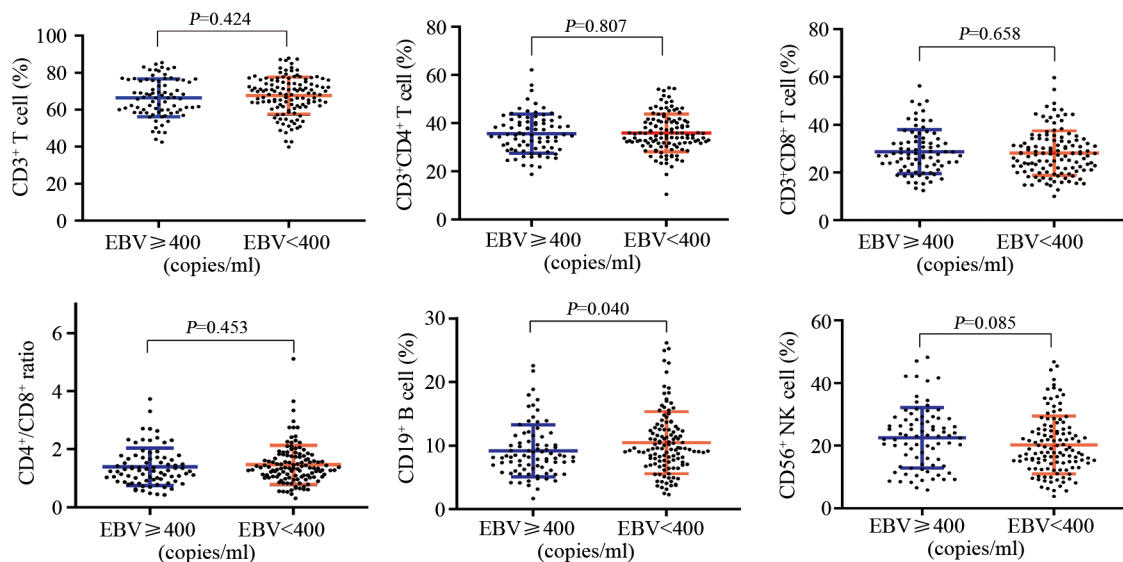 P=0.424
CD3⁺ T cell (%)
100
80
60
40
20
0
EBV≥400
EBV<400
(copies/ml)
P=0.807
CD3⁺CD4⁺ T cell (%)
80
60
40
20
0
EBV≥400
EBV<400
(copies/ml)
P=0.658
CD3⁺CD8⁺ T cell (%)
80
60
40
20
0
EBV≥400
EBV<400
(copies/ml)
P=0.453
CD4⁺/CD8⁺ ratio
6
4
2
0
EBV≥400
EBV<400
(copies/ml)
P=0.040
CD19⁺ B cell (%)
30
20
10
0
EBV≥400
EBV<400
(copies/ml)
P=0.085
CD56⁺ NK cell (%)
60
40
20
0
EBV≥400
EBV<400
(copies/ml)